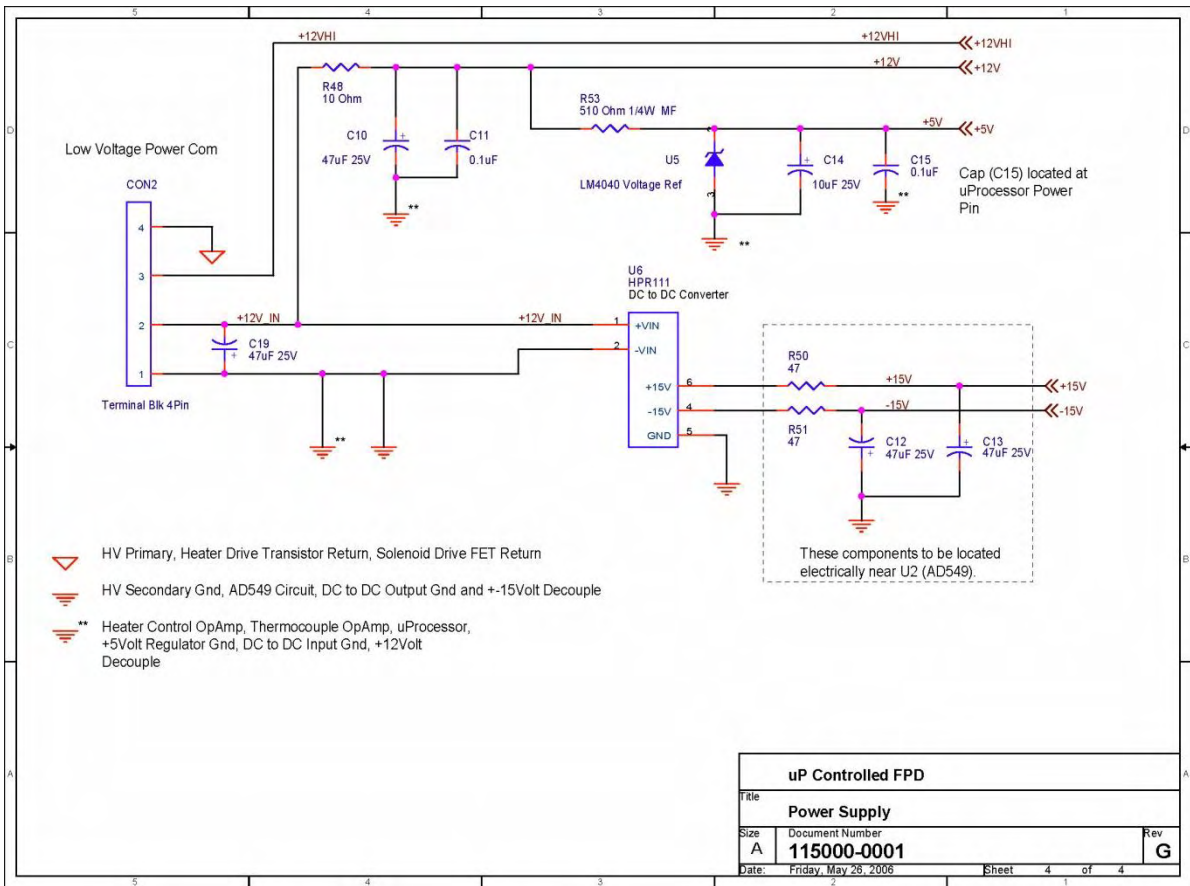 5 4 3 2 1
+12VHI +12VHI +12VHI
+12V +12V
R48
10 Ohm
R53
510 Ohm 1/4W MF
D D
C10 +
47uF 25V
C11
0.1uF
**
+5V +5V
2
U5
3
LM4040 Voltage Ref
**
+
C14
10uF 25V
C15
0.1uF
**
Cap (C15) located at
uProcessor Power
Pin
Low Voltage Power Com
CON2
4
3
2
1
Terminal Blk 4Pin
+12V_IN +12V_IN
C19
47uF 25V
+
**
U6
HPR111
DC to DC Converter
1 +VIN
2 -VIN
+15V 6
-15V 4
GND 5
C C
R50
47
+15V +15V
-15V -15V
R51
47
C12
47uF 25V
+
C13
47uF 25V
+
These components to be located
electrically near U2 (AD549).
B B
HV Primary, Heater Drive Transistor Return, Solenoid Drive FET Return
HV Secondary Gnd, AD549 Circuit, DC to DC Output Gnd and +-15Volt Decouple
** Heater Control OpAmp, Thermocouple OpAmp, uProcessor,
+5Volt Regulator Gnd, DC to DC Input Gnd, +12Volt
Decouple
A A
uP Controlled FPD
Title
Power Supply
Size Document Number Rev
A 115000-0001 G
Date: Friday, May 26, 2006 Sheet 4 of 4
5 4 3 2 1